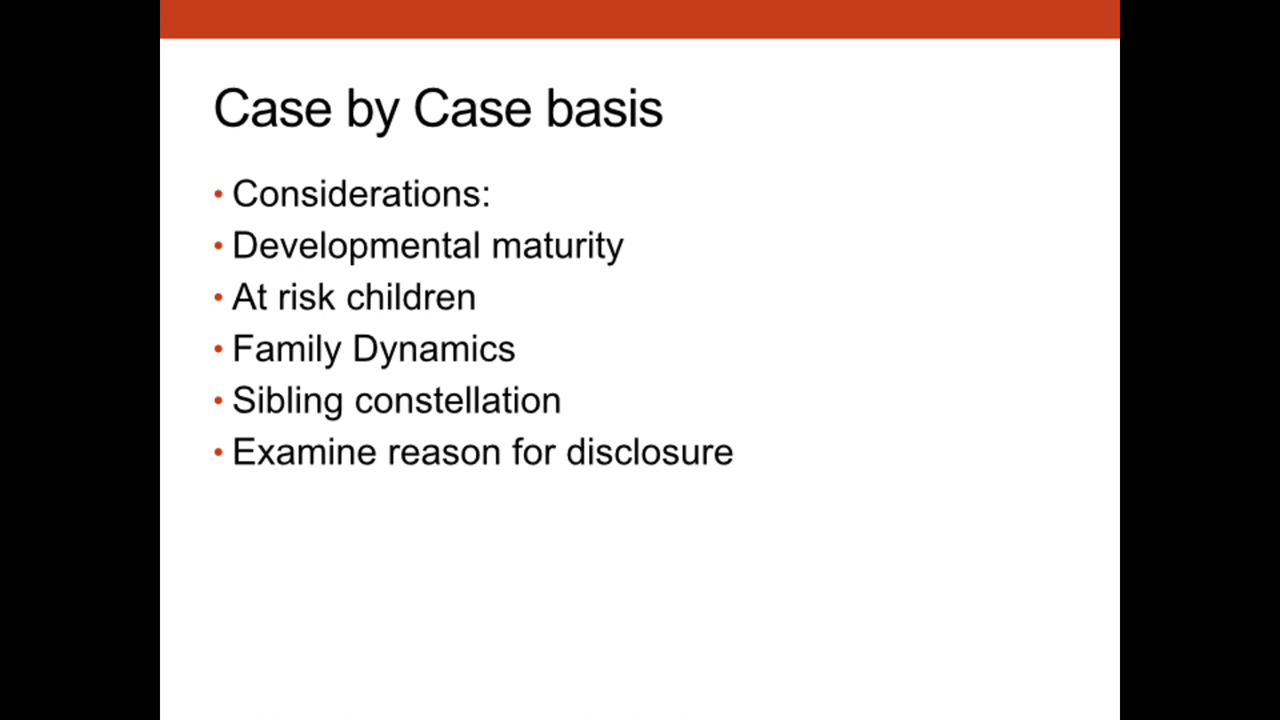 Case by Case basis
• Considerations:
• Developmental maturity
• At risk children
• Family Dynamics
• Sibling constellation
• Examine reason for disclosure